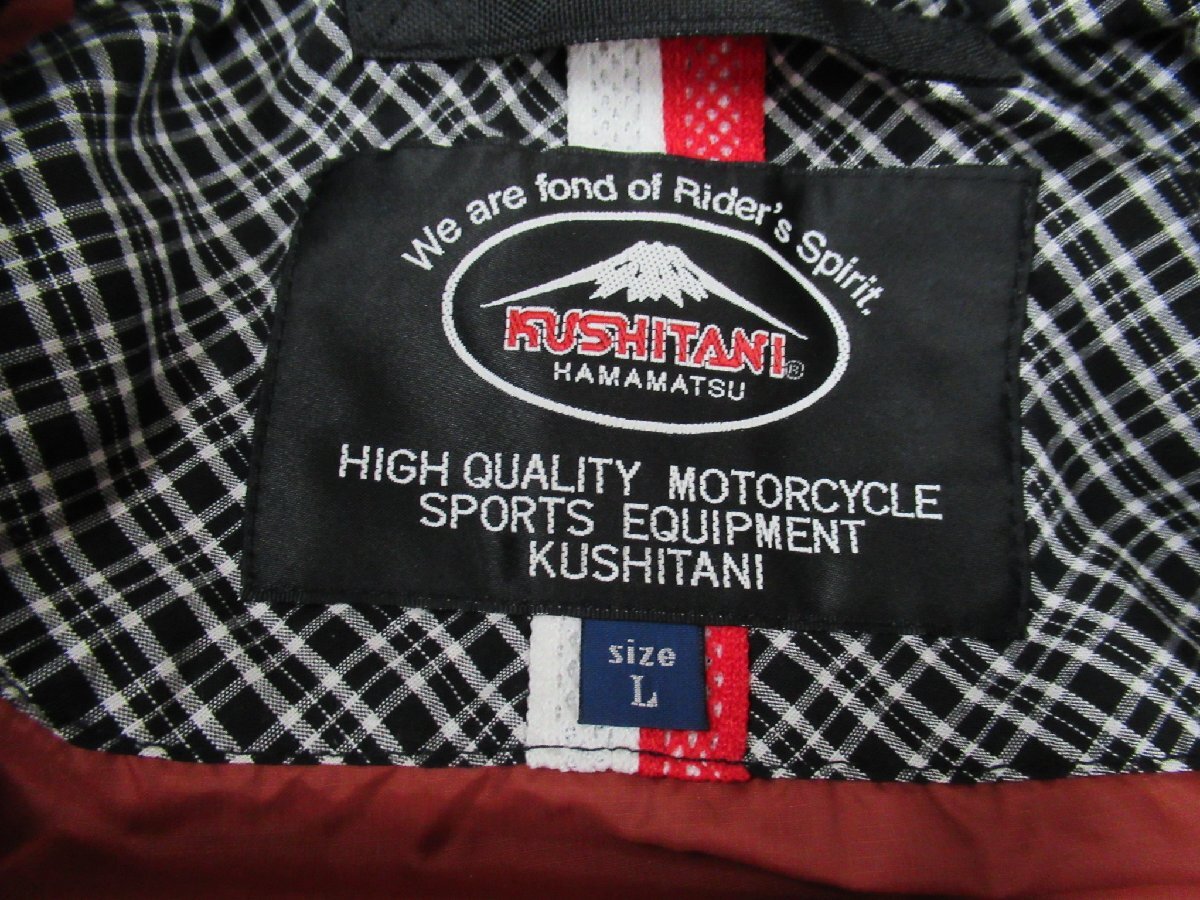 We are fond of Rider's Spirit.
KUSHITANI®
HAMAMATSU
HIGH QUALITY MOTORCYCLE
SPORTS EQUIPMENT
KUSHITANI
size
L